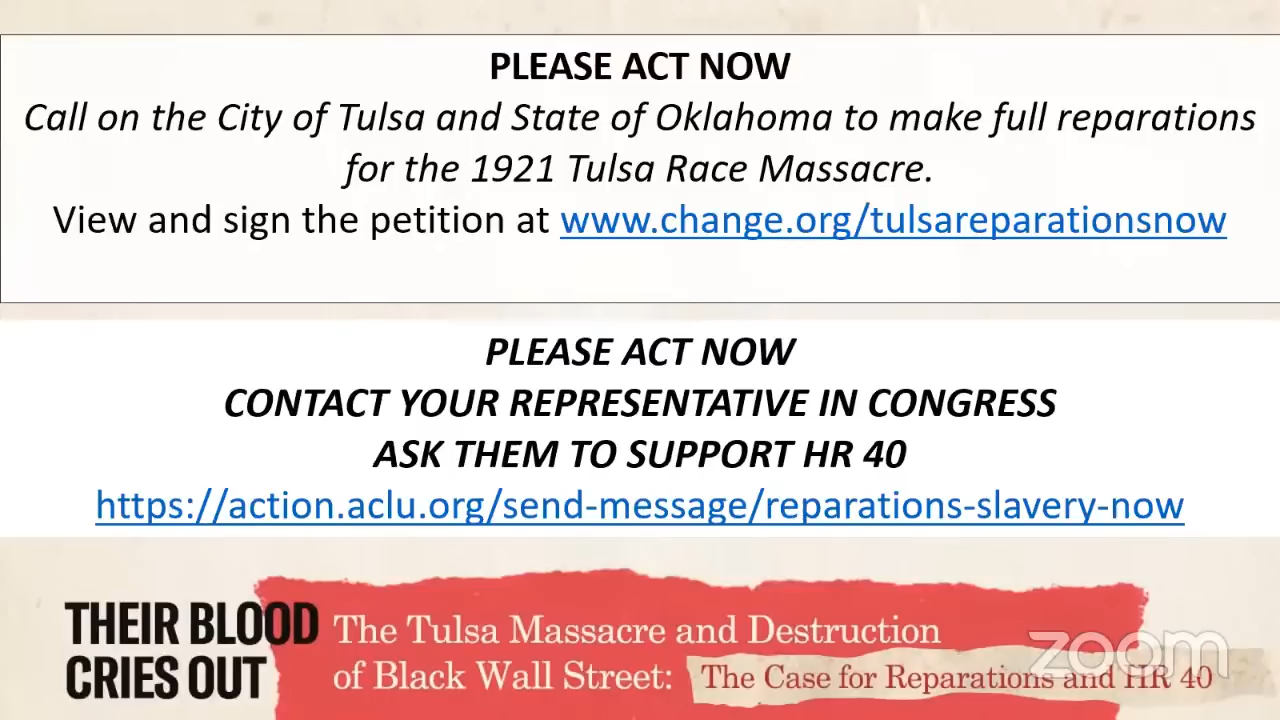 PLEASE ACT NOW
Call on the City of Tulsa and State of Oklahoma to make full reparations
for the 1921 Tulsa Race Massacre.
View and sign the petition at www.change.org/tulsareparationsnow
PLEASE ACT NOW
CONTACT YOUR REPRESENTATIVE IN CONGRESS
ASK THEM TO SUPPORT HR 40
https://action.aclu.org/send-message/reparations-slavery-now
THEIR BLOOD
CRIES OUT
The Tulsa Massacre and Destruction
of Black Wall Street:
The Case for Reparations and HR 40
zoom